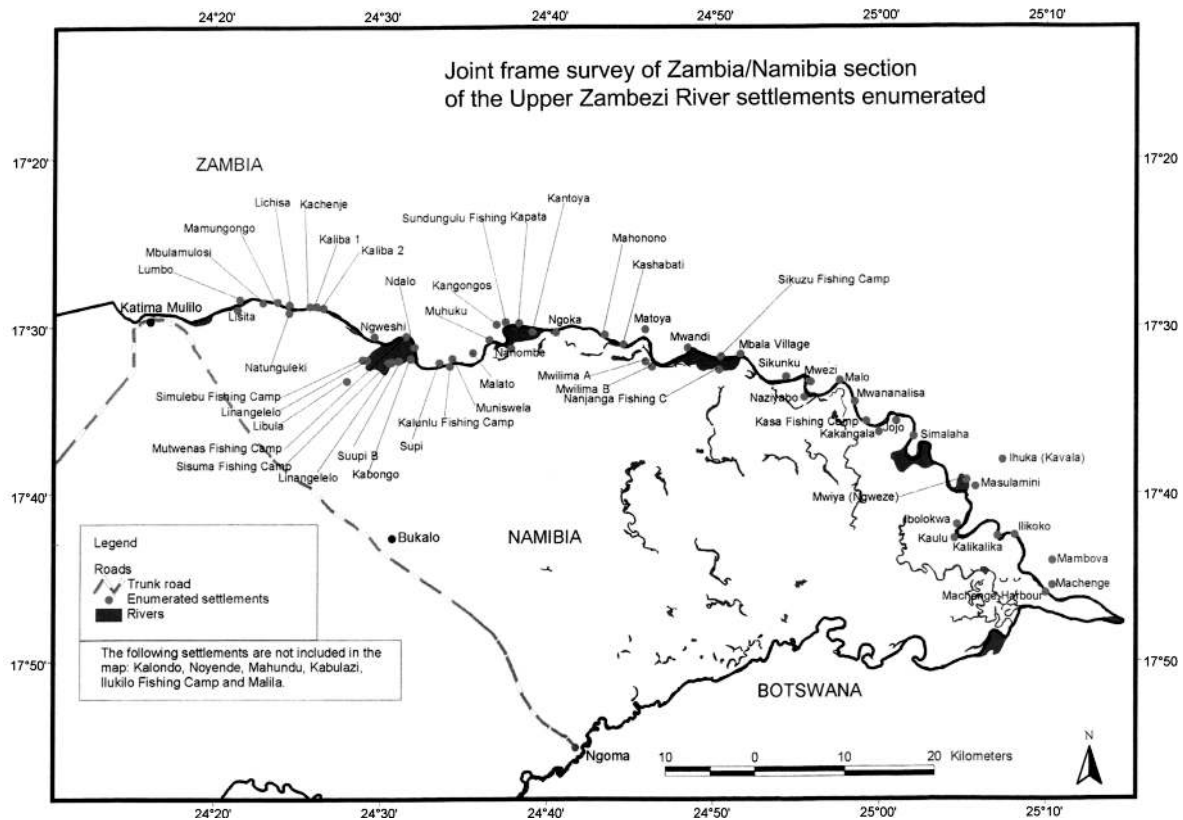 24°20'
24°30'
24°40'
24°50'
25°00'
25°10'
Joint frame survey of Zambia/Namibia section
of the Upper Zambezi River settlements enumerated
17°20'
17°20'
ZAMBIA
Lichisa
Kachenje
Kaliba 1
Kaliba 2
Mamungongo
Mbulamulosi
Lumbo
Katima Mulilo
Lisita
Natunguleki
Ngweshi
Ndalo
Muhuku
Kangongos
Sundungulu Fishing
Kapata
Kantoya
Ngoka
Nanombe
Mahonono
Kashabati
Matoya
Mwandi
Sikuzu Fishing Camp
Mbala Village
17°30'
17°30'
Simulebu Fishing Camp
Linangelelo
Libula
Mutwenas Fishing Camp
Sisuma Fishing Camp
Linangelelo
Suupi B
Kabongo
Supi
Kalunlu Fishing Camp
Muniswela
Malato
Mwilima A
Mwilima B
Nanjanga Fishing C
Sikunku
Mwezi
Naziyabo
Malo
Mwananalisa
Kasa Fishing Camp
Kakangala
Jojo
Simalaha
Ihuka (Kavala)
Masulamini
Mwiya (Ngweze)
17°40'
17°40'
Ibolokwa
Kaulu
Kalikalika
Ilikoko
Mambova
Machenge
Machenge Harbour
Bukalo
NAMIBIA
Legend
Roads
Trunk road
Enumerated settlements
Rivers
The following settlements are not included in the
map: Kalondo, Noyende, Mahundu, Kabulazi,
Ilukilo Fishing Camp and Malila.
17°50'
17°50'
BOTSWANA
Ngoma
10
0
10
20
Kilometers
N
24°20'
24°30'
24°40'
24°50'
25°00'
25°10'